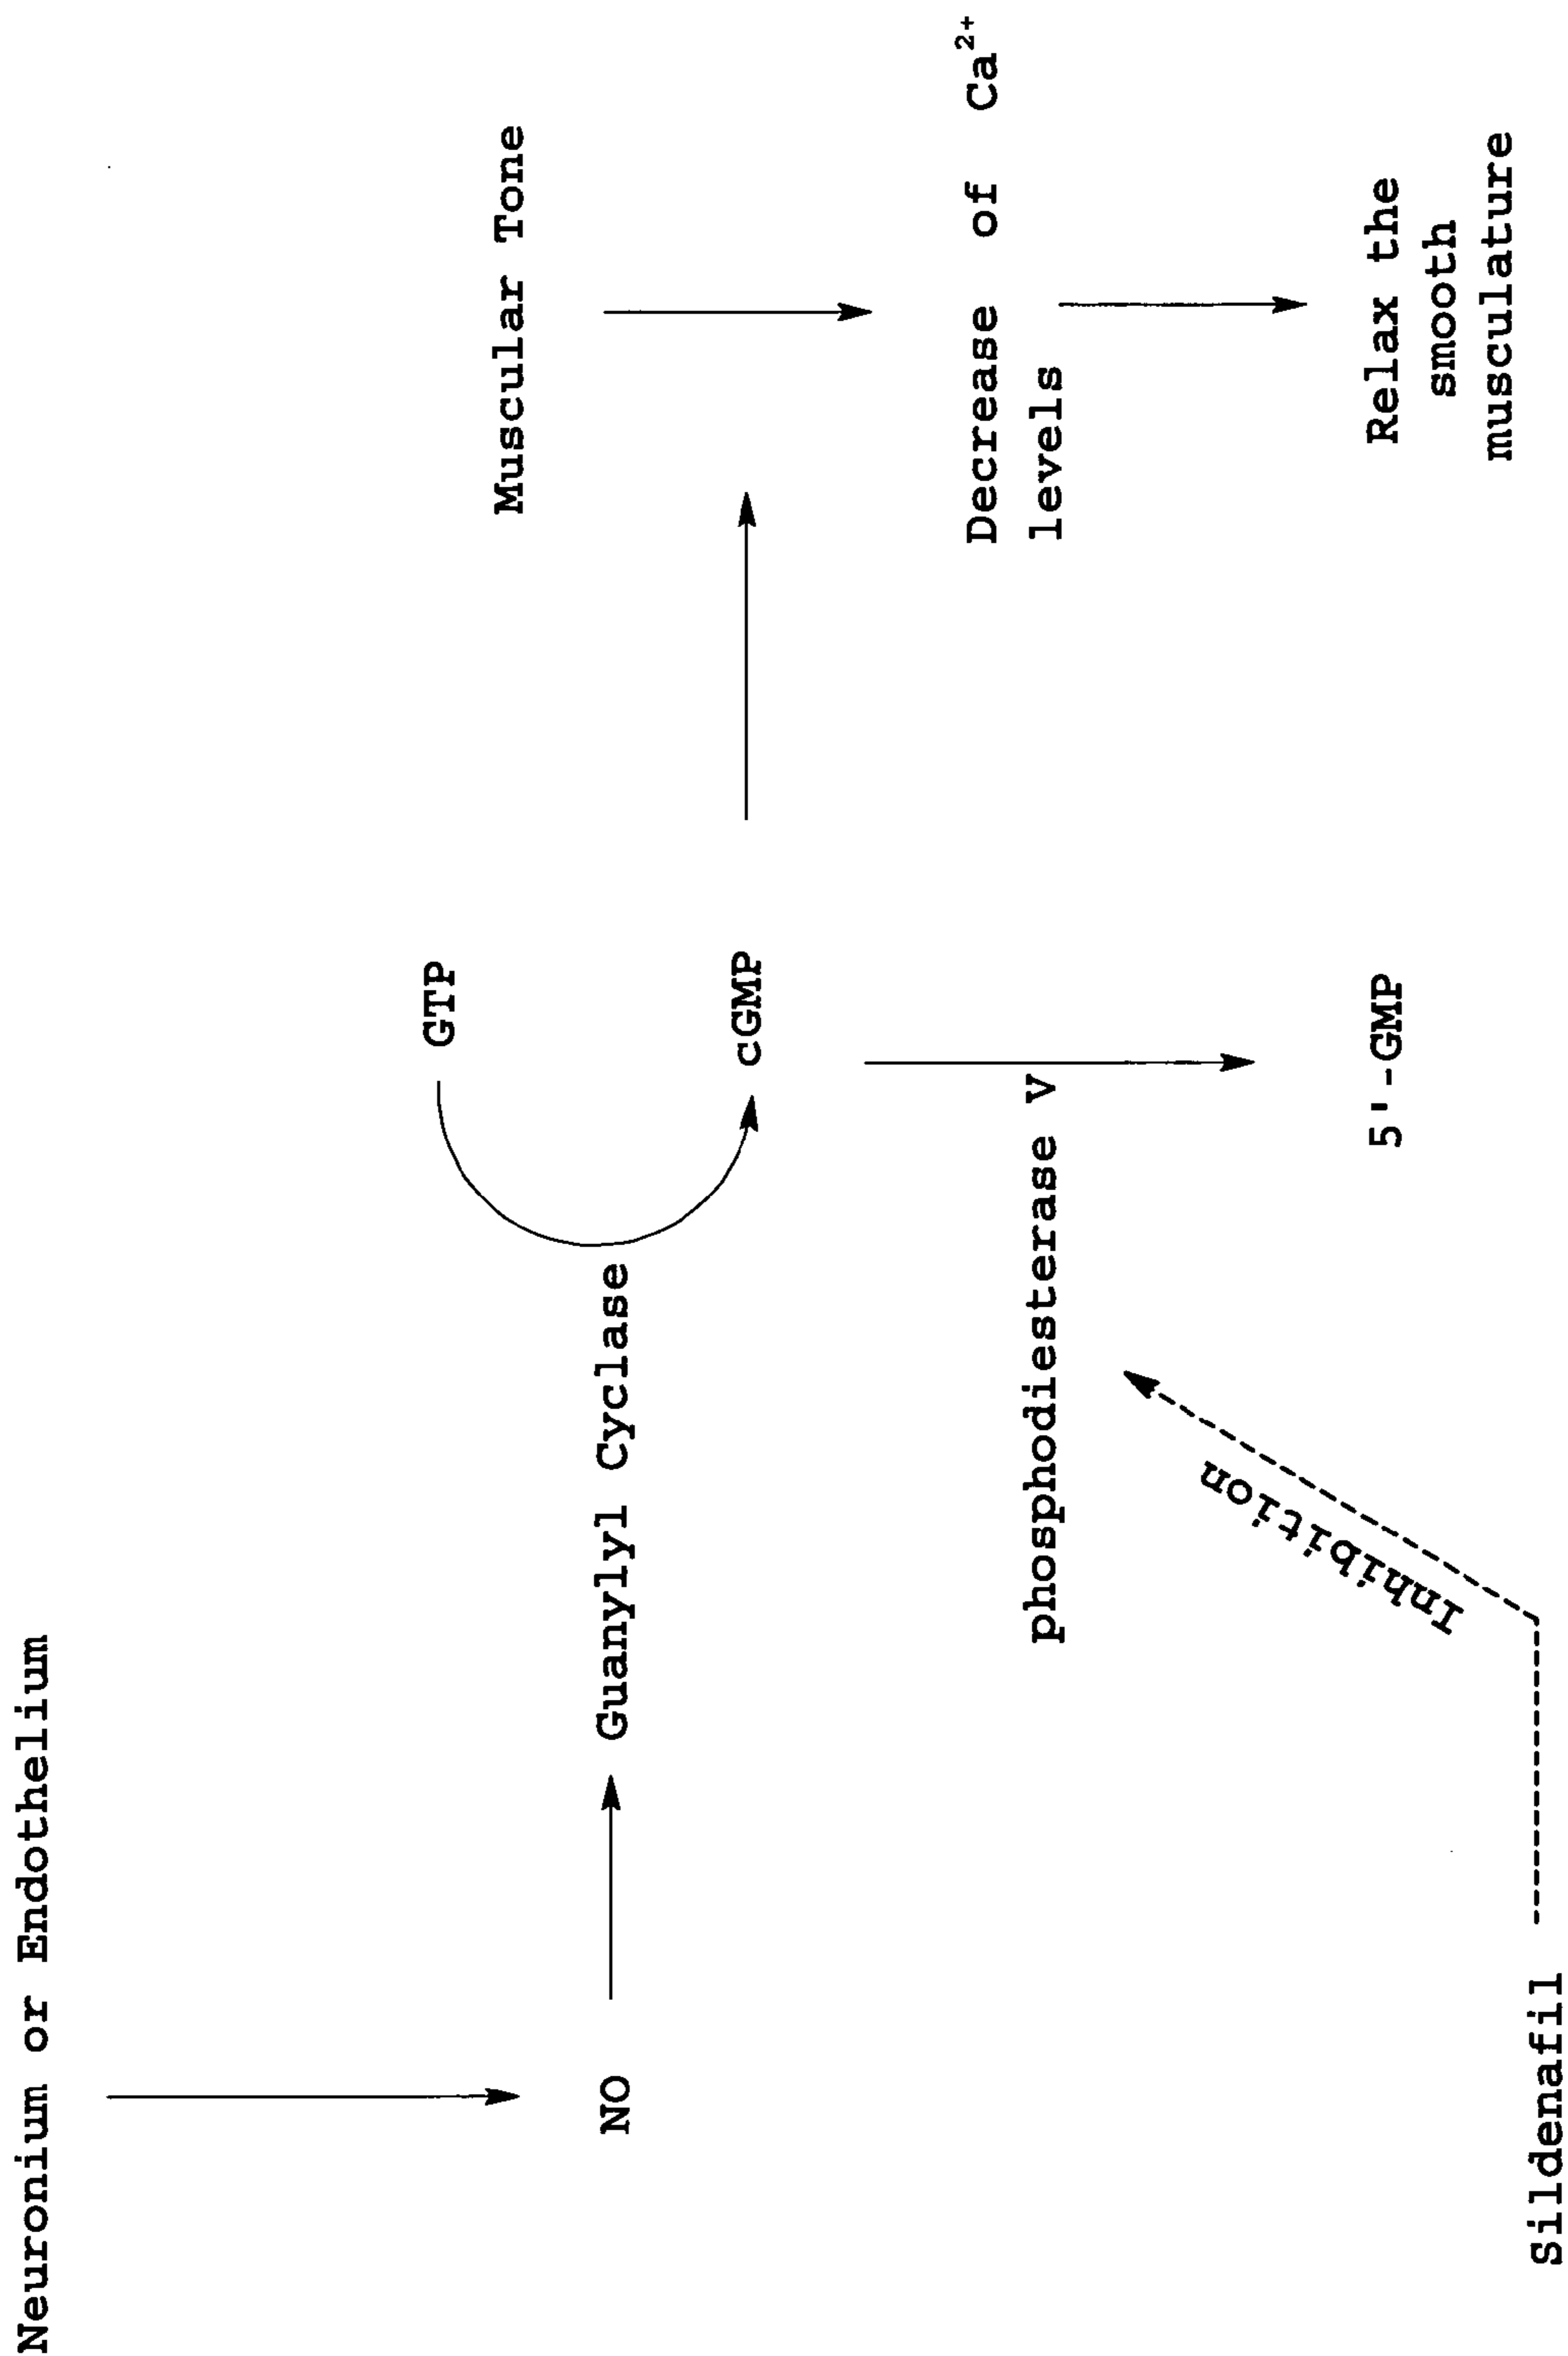 Neuronium or Endothelium
GTP
Muscular Tone
NO
Guanylyl Cyclase
cGMP
Decrease of Ca²⁺
levels
phosphodiesterase V
Inhibition
5'-GMP
Relax the
smooth
musculature
Sildenafil